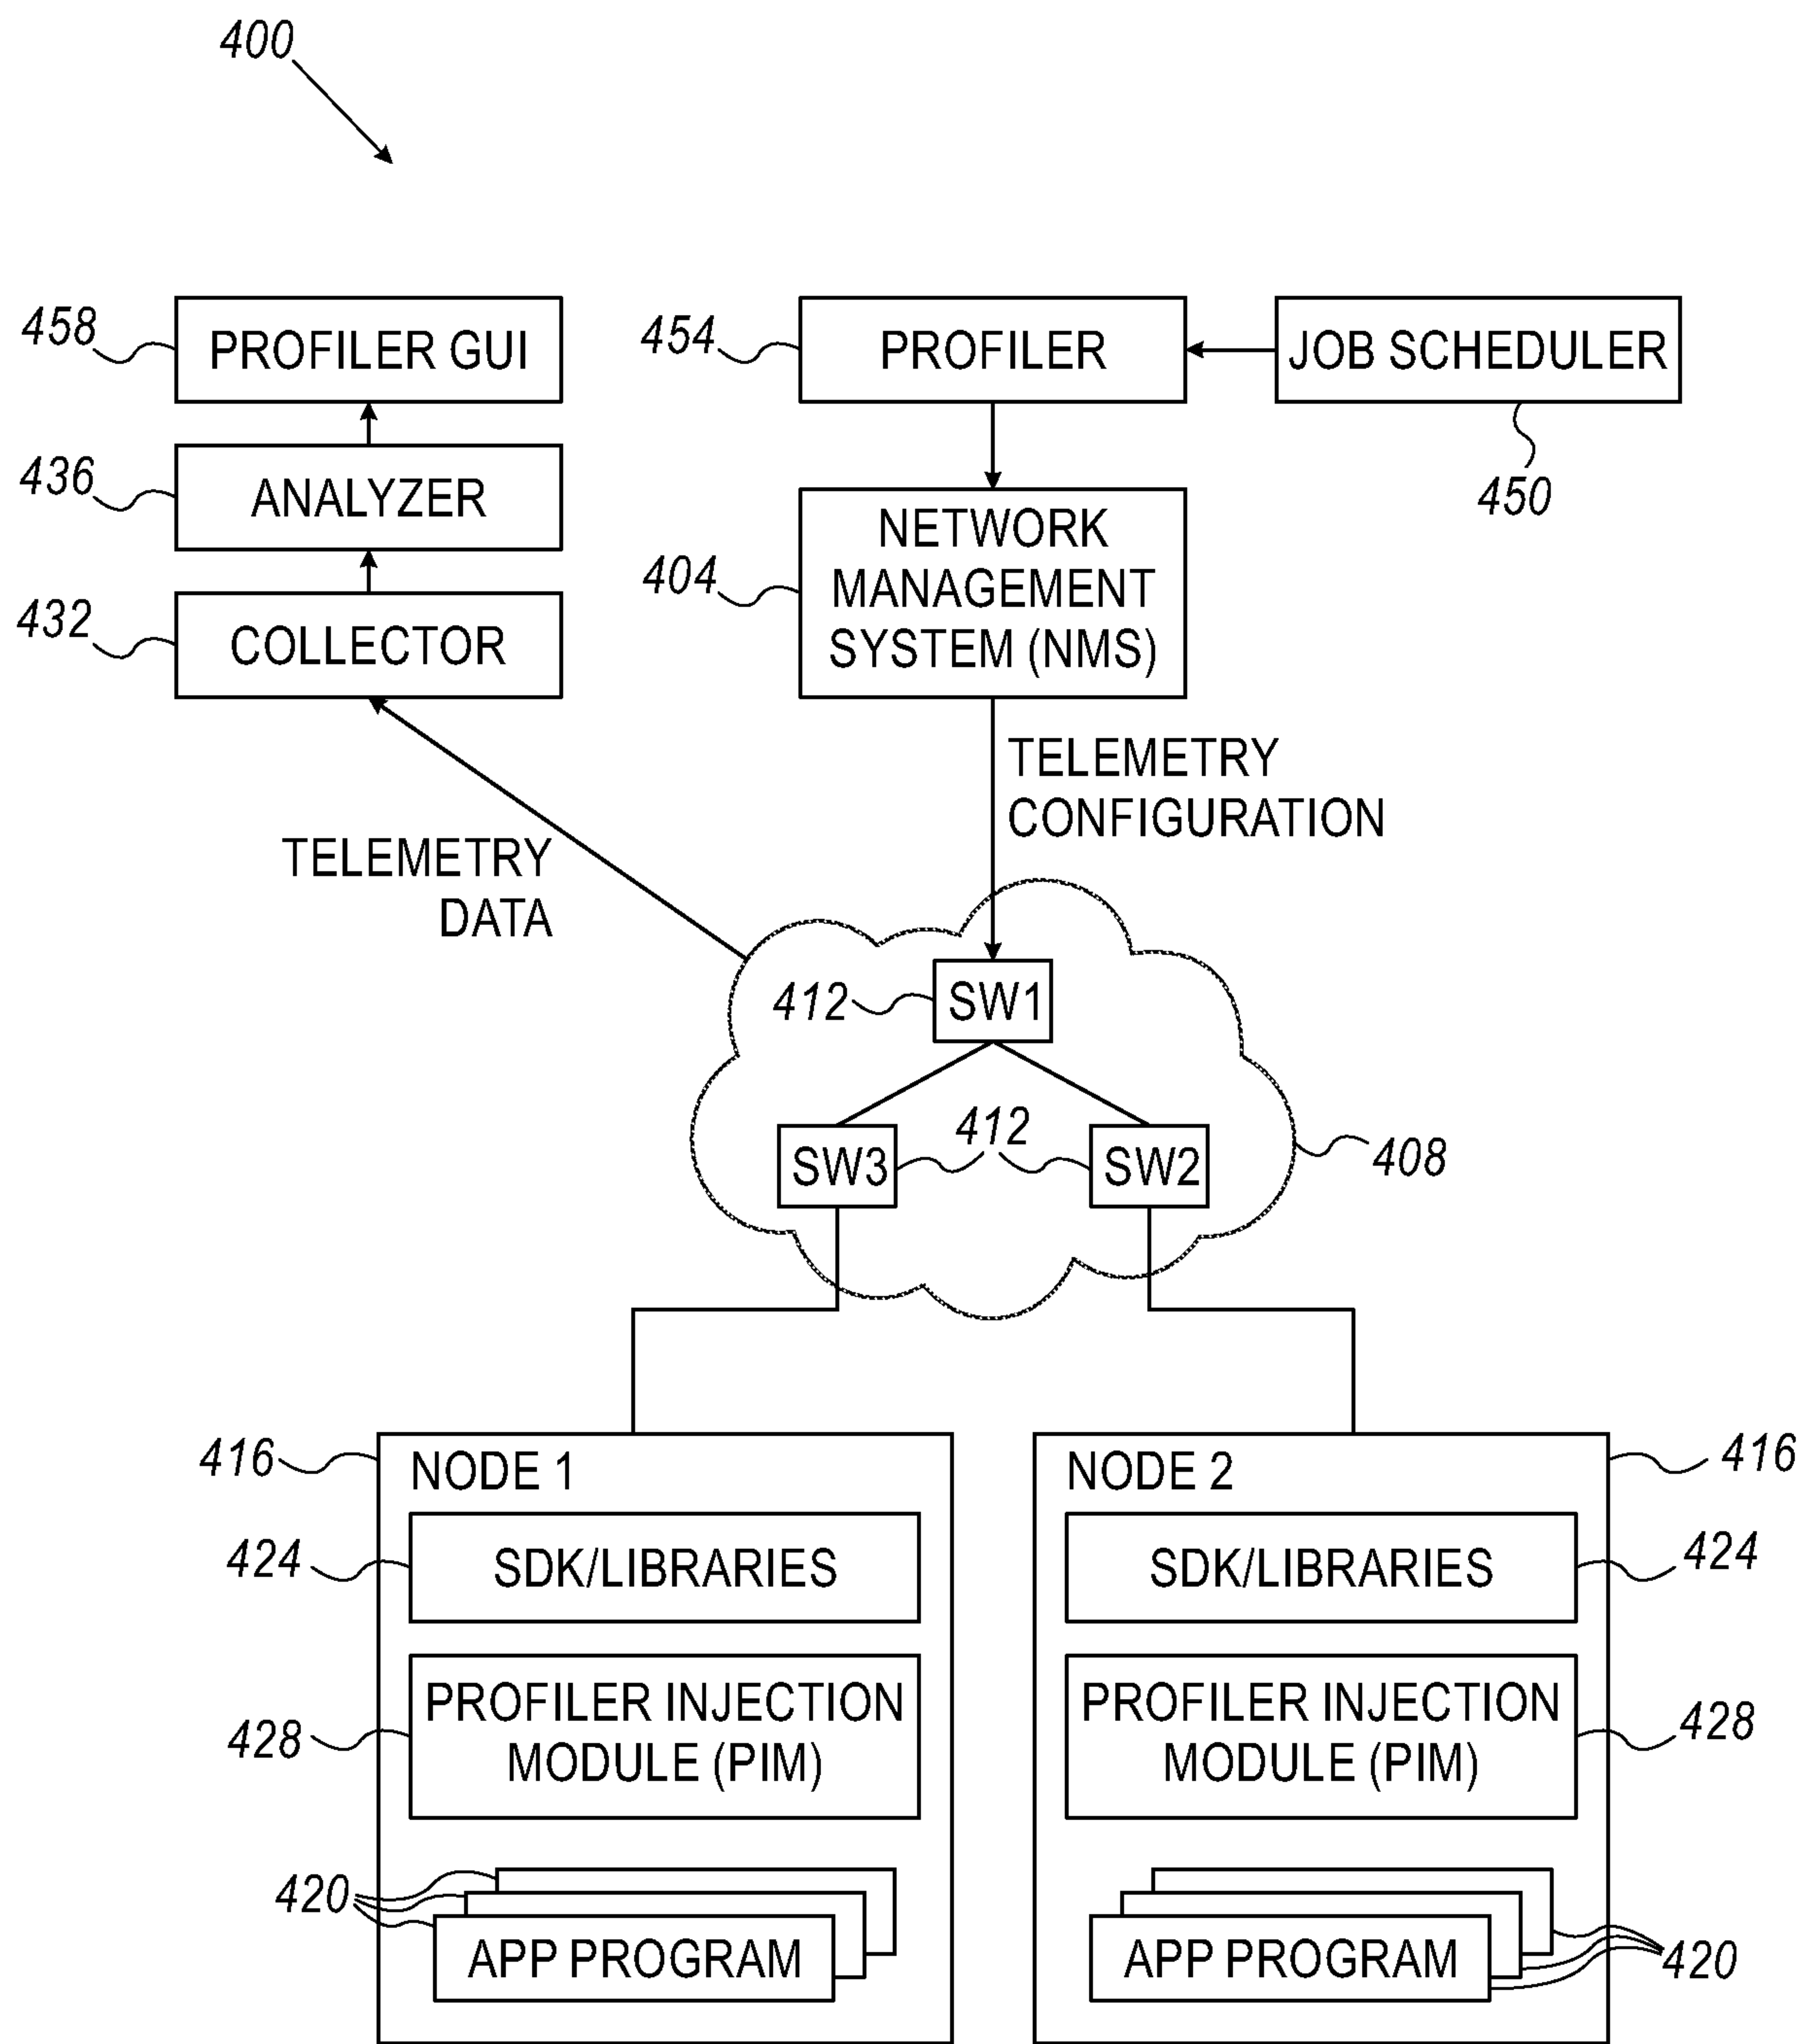 400
458
PROFILER GUI
454
PROFILER
JOB SCHEDULER
450
436
ANALYZER
404
NETWORK
MANAGEMENT
SYSTEM (NMS)
432
COLLECTOR
TELEMETRY
CONFIGURATION
TELEMETRY
DATA
412
SW1
412
SW3
SW2
408
416
NODE 1
424
SDK/LIBRARIES
428
PROFILER INJECTION
MODULE (PIM)
420
APP PROGRAM
NODE 2
416
SDK/LIBRARIES
424
PROFILER INJECTION
MODULE (PIM)
428
APP PROGRAM
420